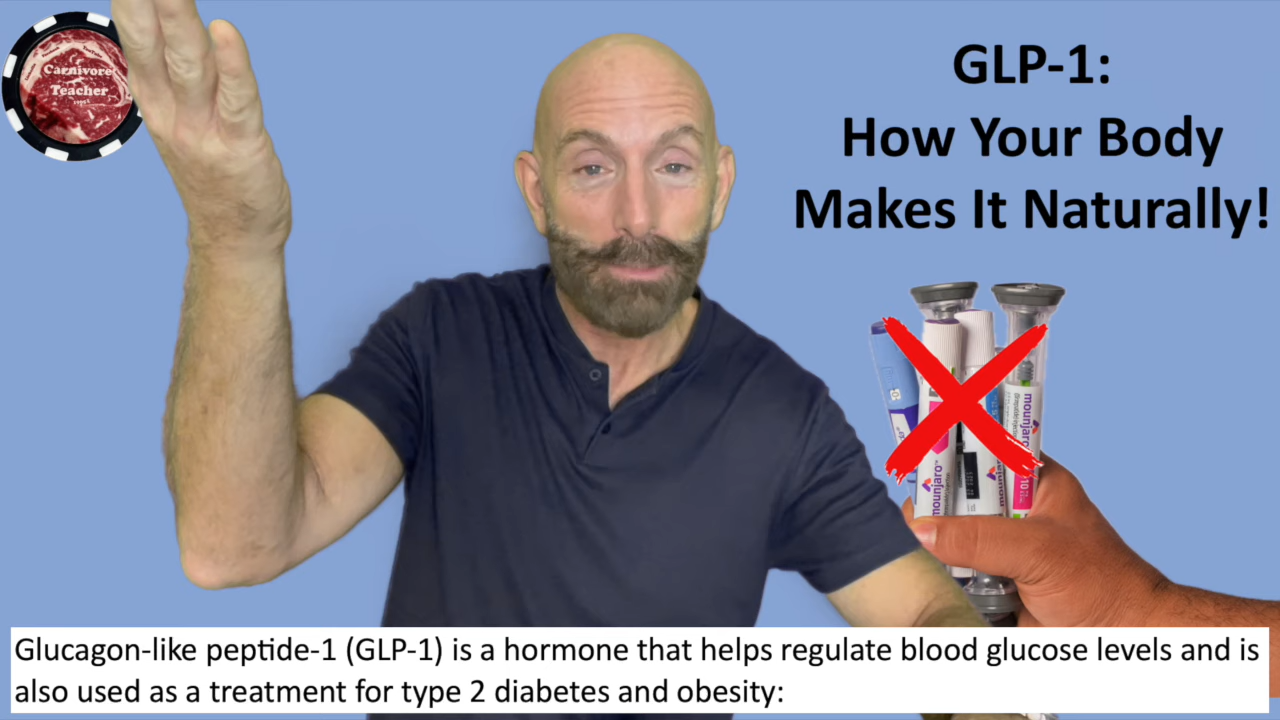 Carnivore
Teacher
GLP-1:
How Your Body
Makes It Naturally!
mounjaro
mounjaro
Glucagon-like peptide-1 (GLP-1) is a hormone that helps regulate blood glucose levels and is
also used as a treatment for type 2 diabetes and obesity: